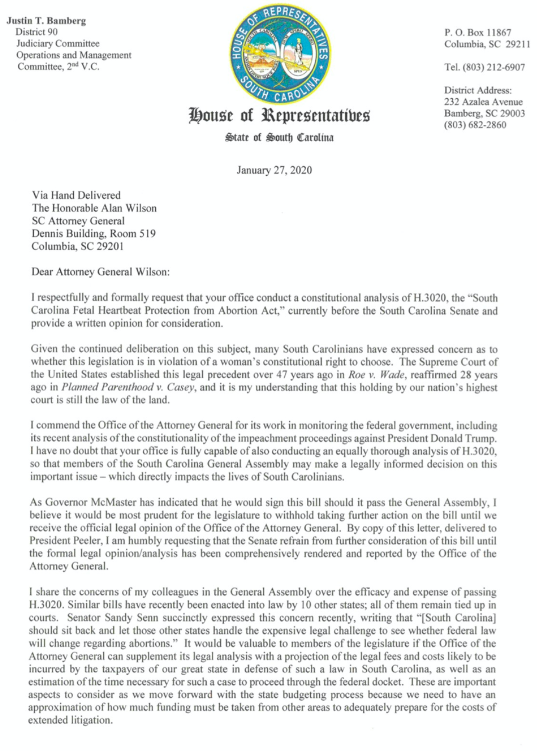 Justin T. Bamberg
District 90
Judiciary Committee
Operations and Management
Committee, 2nd V.C.
HOUSE OF REPRESENTATIVES
SOUTH CAROLINA
House of Representatives
State of South Carolina
P. O. Box 11867
Columbia, SC 29211
Tel. (803) 212-6907
District Address:
232 Azalea Avenue
Bamberg, SC 29003
(803) 682-2860
January 27, 2020
Via Hand Delivered
The Honorable Alan Wilson
SC Attorney General
Dennis Building, Room 519
Columbia, SC 29201
Dear Attorney General Wilson:
I respectfully and formally request that your office conduct a constitutional analysis of H.3020, the “South
Carolina Fetal Heartbeat Protection from Abortion Act,” currently before the South Carolina Senate and
provide a written opinion for consideration.
Given the continued deliberation on this subject, many South Carolinians have expressed concern as to
whether this legislation is in violation of a woman’s constitutional right to choose. The Supreme Court of
the United States established this legal precedent over 47 years ago in Roe v. Wade, reaffirmed 28 years
ago in Planned Parenthood v. Casey, and it is my understanding that this holding by our nation’s highest
court is still the law of the land.
I commend the Office of the Attorney General for its work in monitoring the federal government, including
its recent analysis of the constitutionality of the impeachment proceedings against President Donald Trump.
I have no doubt that your office is fully capable of also conducting an equally thorough analysis of H.3020,
so that members of the South Carolina General Assembly may make a legally informed decision on this
important issue – which directly impacts the lives of South Carolinians.
As Governor McMaster has indicated that he would sign this bill should it pass the General Assembly, I
believe it would be most prudent for the legislature to withhold taking further action on the bill until we
receive the official legal opinion of the Office of the Attorney General. By copy of this letter, delivered to
President Peeler, I am humbly requesting that the Senate refrain from further consideration of this bill until
the formal legal opinion/analysis has been comprehensively rendered and reported by the Office of the
Attorney General.
I share the concerns of my colleagues in the General Assembly over the efficacy and expense of passing
H.3020. Similar bills have recently been enacted into law by 10 other states; all of them remain tied up in
courts. Senator Sandy Senn succinctly expressed this concern recently, writing that “[South Carolina]
should sit back and let those other states handle the expensive legal challenge to see whether federal law
will change regarding abortions.” It would be valuable to members of the legislature if the Office of the
Attorney General can supplement its legal analysis with a projection of the legal fees and costs likely to be
incurred by the taxpayers of our great state in defense of such a law in South Carolina, as well as an
estimation of the time necessary for such a case to proceed through the federal docket. These are important
aspects to consider as we move forward with the state budgeting process because we need to have an
approximation of how much funding must be taken from other areas to adequately prepare for the costs of
extended litigation.